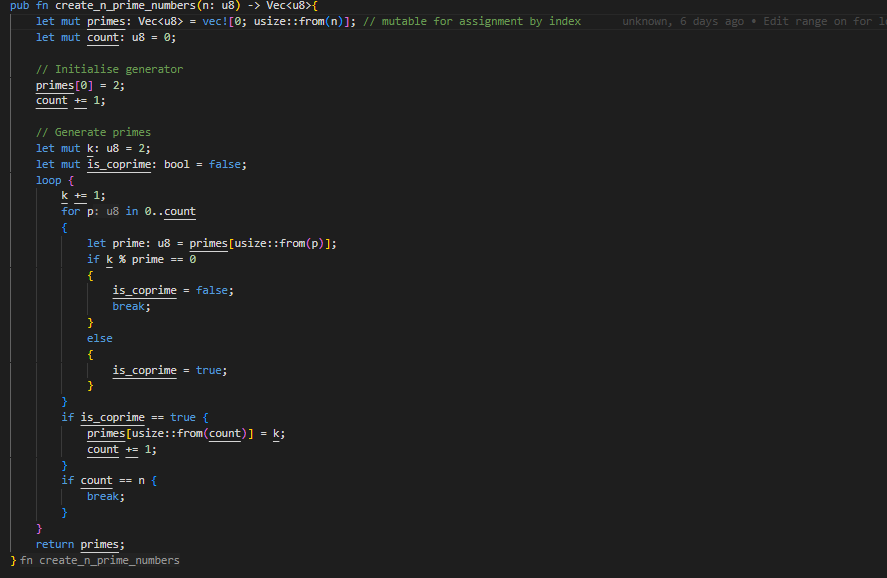 pub fn create_n_prime_numbers(n: u8) -> Vec<u8>{
    let mut primes: Vec<u8> = vec![0; usize::from(n)]; // mutable for assignment by index     unknown, 6 days ago • Edit range on for l
    let mut count: u8 = 0;

    // Initialise generator
    primes[0] = 2;
    count += 1;

    // Generate primes
    let mut k: u8 = 2;
    let mut is_coprime: bool = false;
    loop {
        k += 1;
        for p: u8 in 0..count
        {
            let prime: u8 = primes[usize::from(p)];
            if k % prime == 0
            {
                is_coprime = false;
                break;
            }
            else
            {
                is_coprime = true;
            }
        }
        if is_coprime == true {
            primes[usize::from(count)] = k;
            count += 1;
        }
        if count == n {
            break;
        }
    }
    return primes;
} fn create_n_prime_numbers